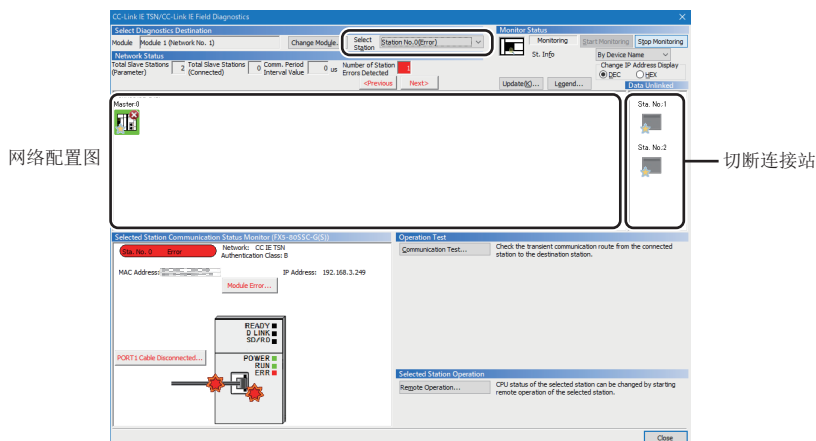 CC-Link IE TSN/CC-Link IE Field Diagnostics
Select Diagnostics Destination
Module Module 1 (Network No. 1) Change Module... Select Station Station No.0(Error)
Monitor Status
Monitoring Start Monitoring Stop Monitoring
St. Info By Device Name
Network Status
Total Slave Stations (Parameter) 2 Total Slave Stations (Connected) 0 Comm. Period Interval Value 0 us Number of Station Errors Detected 1
Change IP Address Display
DEC HEX
<Previous Next>
Update(K)... Legend...
Data Unlinked
Master:0
Sta. No.:1
Sta. No.:2
网络配置图
切断连接站
Selected Station Communication Status Monitor (FX5-80SSC-G(S))
Sta. No. 0 Error
Network: CC IE TSN
Authentication Class: B
MAC Address: IP Address: 192.168.3.249
Module Error...
READY
D LINK
SD/RD
POWER
RUN
ERR
PORT1 Cable Disconnected...
Operation Test
Communication Test...
Check the transient communication route from the connected
station to the destination station.
Selected Station Operation
Remote Operation...
CPU status of the selected station can be changed by starting
remote operation of the selected station.
Close